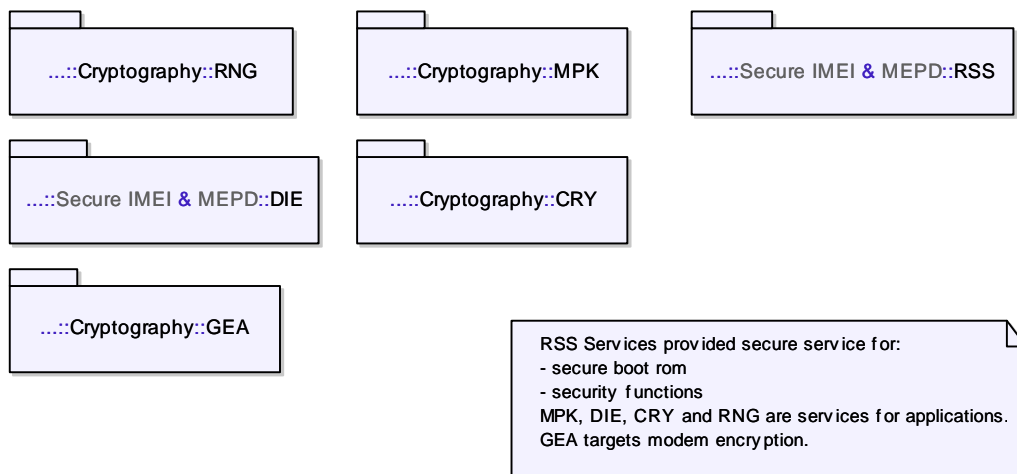 ...::Cryptography::RNG
...::Cryptography::MPK
...::Secure IMEI & MEPD::RSS
...::Secure IMEI & MEPD::DIE
...::Cryptography::CRY
...::Cryptography::GEA
RSS Services provided secure service for:
- secure boot rom
- security functions
MPK, DIE, CRY and RNG are services for applications.
GEA targets modem encryption.